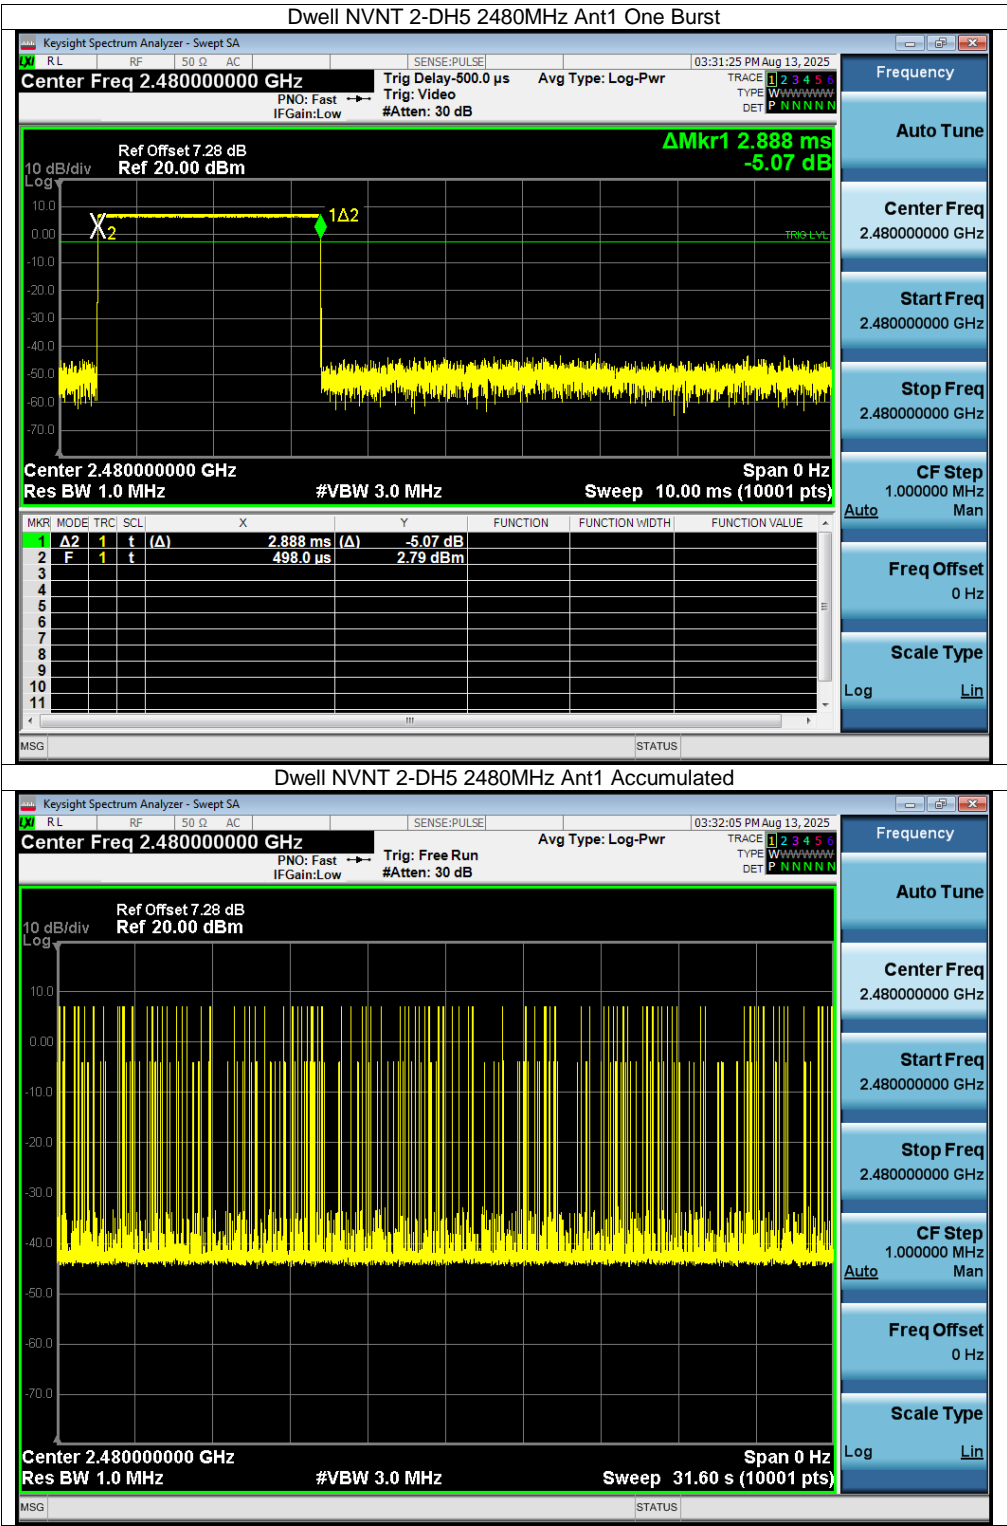 Dwell NVNT 2-DH5 2480MHz Ant1 One Burst
Keysight Spectrum Analyzer - Swept SA
LXI RL RF 50 Ω AC SENSE:PULSE 03:31:25 PM Aug 13, 2025
Center Freq 2.480000000 GHz
PNO: Fast
IFGain:Low
Trig Delay-500.0 µs
Trig: Video
#Atten: 30 dB
Avg Type: Log-Pwr
TRACE 1 2 3 4 5 6
TYPE WWWWWWW
DET P N N N N N
Frequency
Auto Tune
ΔMkr1 2.888 ms
-5.07 dB
Ref Offset 7.28 dB
10 dB/div Ref 20.00 dBm
Log
10.0
0.00
-10.0
-20.0
-30.0
-40.0
-50.0
-60.0
-70.0
2
1Δ2
TRIG LVL
Center 2.480000000 GHz Span 0 Hz
Res BW 1.0 MHz #VBW 3.0 MHz Sweep 10.00 ms (10001 pts)
MKR MODE TRC SCL X Y FUNCTION FUNCTION WIDTH FUNCTION VALUE
1 Δ2 1 t (Δ) 2.888 ms (Δ) -5.07 dB
2 F 1 t 498.0 µs 2.79 dBm
3
4
5
6
7
8
9
10
11
MSG STATUS
Center Freq
2.480000000 GHz
Start Freq
2.480000000 GHz
Stop Freq
2.480000000 GHz
CF Step
1.000000 MHz
Auto Man
Freq Offset
0 Hz
Scale Type
Log Lin
Dwell NVNT 2-DH5 2480MHz Ant1 Accumulated
Keysight Spectrum Analyzer - Swept SA
LXI RL RF 50 Ω AC SENSE:PULSE 03:32:05 PM Aug 13, 2025
Center Freq 2.480000000 GHz
PNO: Fast
IFGain:Low
Trig: Free Run
#Atten: 30 dB
Avg Type: Log-Pwr
TRACE 1 2 3 4 5 6
TYPE WWWWWWW
DET P N N N N N
Frequency
Auto Tune
Ref Offset 7.28 dB
10 dB/div Ref 20.00 dBm
Log
10.0
0.00
-10.0
-20.0
-30.0
-40.0
-50.0
-60.0
-70.0
Center 2.480000000 GHz Span 0 Hz
Res BW 1.0 MHz #VBW 3.0 MHz Sweep 31.60 s (10001 pts)
MSG STATUS
Center Freq
2.480000000 GHz
Start Freq
2.480000000 GHz
Stop Freq
2.480000000 GHz
CF Step
1.000000 MHz
Auto Man
Freq Offset
0 Hz
Scale Type
Log Lin